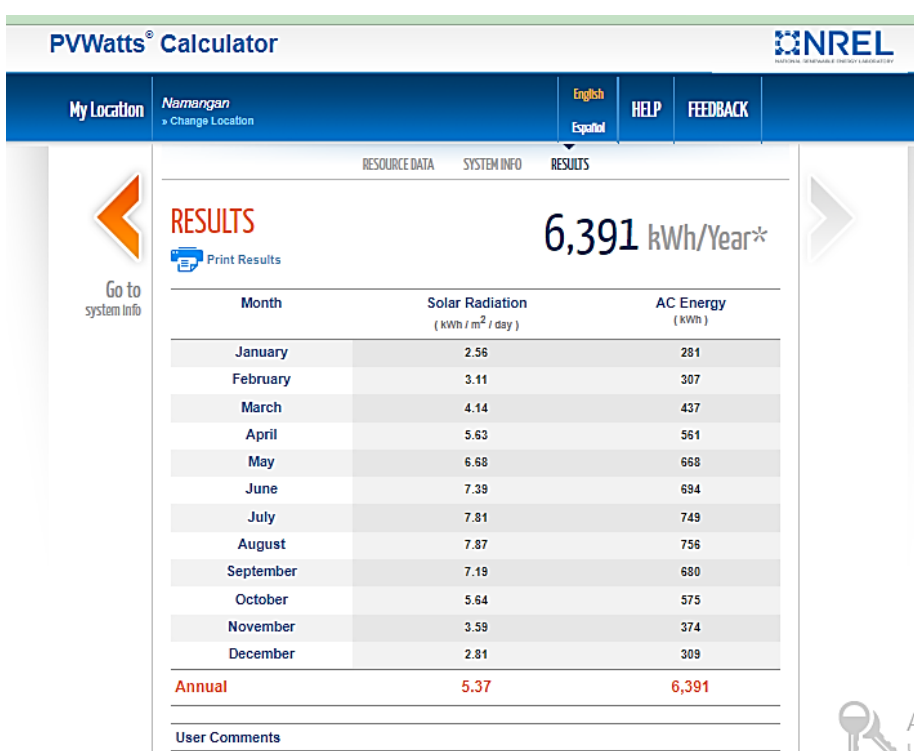 PVWatts® Calculator
NREL
NATIONAL RENEWABLE ENERGY LABORATORY
My Location
Namangan
» Change Location
English
Español
HELP
FEEDBACK
RESOURCE DATA SYSTEM INFO RESULTS
Go to
system info
RESULTS
Print Results
6,391 kWh/Year*
Month Solar Radiation AC Energy
( kWh / m2 / day ) ( kWh )
January 2.56 281
February 3.11 307
March 4.14 437
April 5.63 561
May 6.68 668
June 7.39 694
July 7.81 749
August 7.87 756
September 7.19 680
October 5.64 575
November 3.59 374
December 2.81 309
Annual 5.37 6,391
User Comments
A